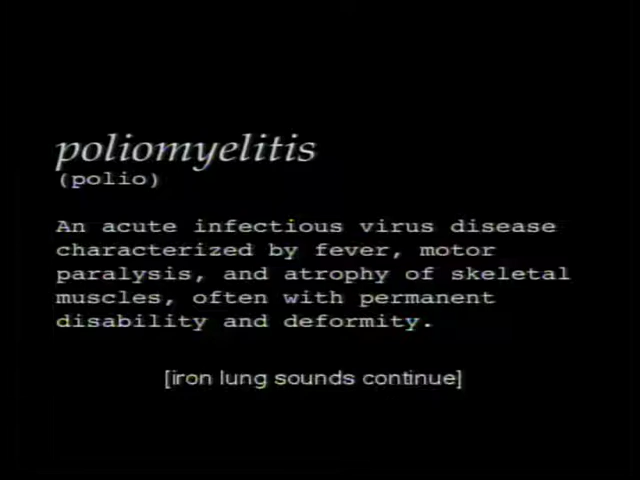 poliomyelitis
(polio)
An acute infectious virus disease
characterized by fever, motor
paralysis, and atrophy of skeletal
muscles, often with permanent
disability and deformity.
[iron lung sounds continue]